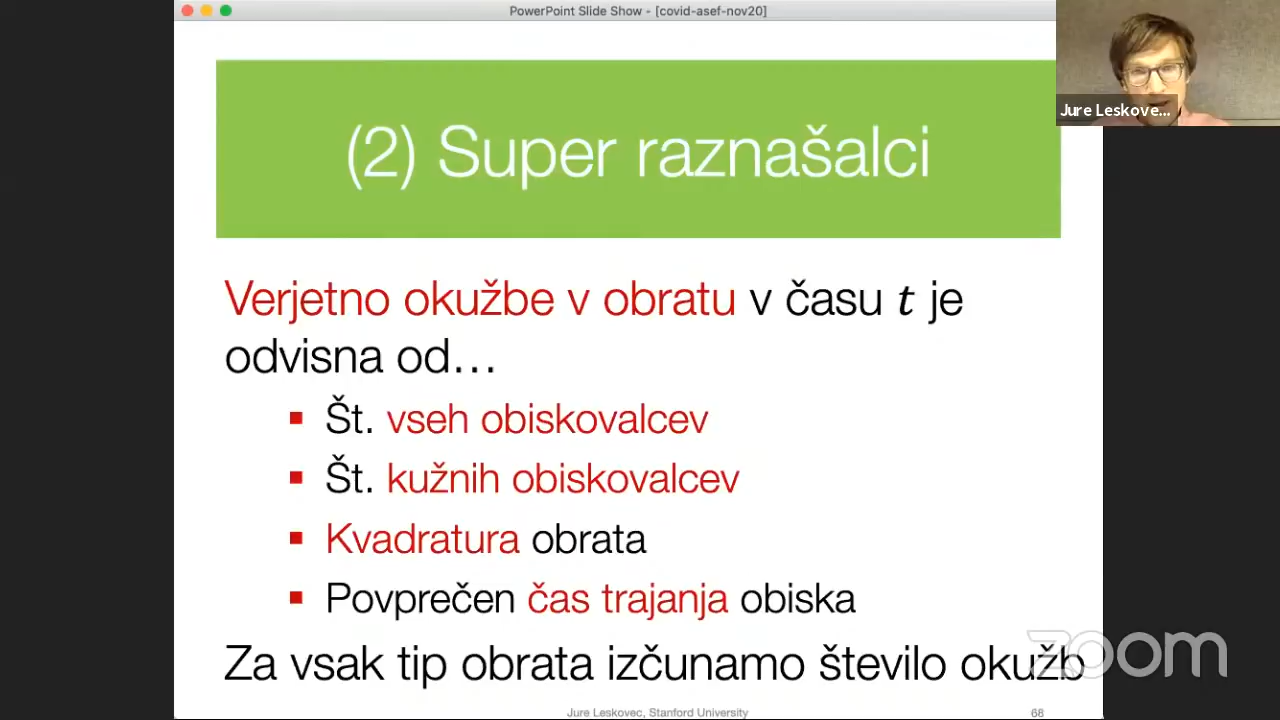 PowerPoint Slide Show - [covid-asef-nov20]
Jure Leskove...
(2) Super raznašalci
Verjetno okužbe v obratu v času t je
odvisna od…
▪ Št. vseh obiskovalcev
▪ Št. kužnih obiskovalcev
▪ Kvadratura obrata
▪ Povprečen čas trajanja obiska
Za vsak tip obrata izčunamo število okužb
zoom
Jure Leskovec, Stanford University
68